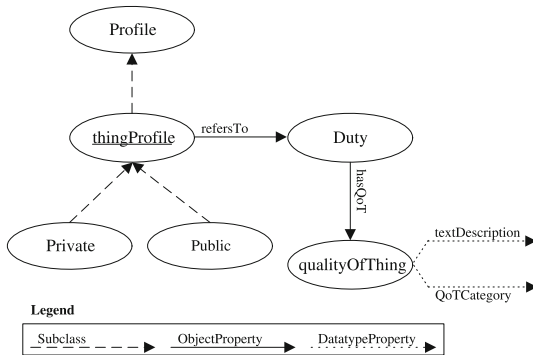 Profile
thingProfile
refersTo
Duty
hasQoT
Private
Public
qualityOfThing
textDescription
QoTCategory
Legend
Subclass
ObjectProperty
DatatypeProperty